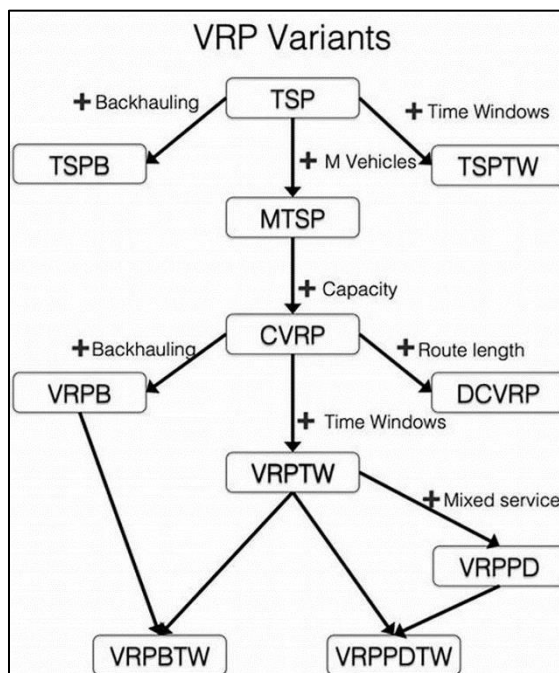 VRP Variants
+ Backhauling
TSP
+ Time Windows
TSPB
+ M Vehicles
TSPTW
MTSP
+ Capacity
+ Backhauling
CVRP
+ Route length
VRPB
DCVRP
+ Time Windows
VRPTW
+ Mixed service
VRPPD
VRPBTW
VRPPDTW